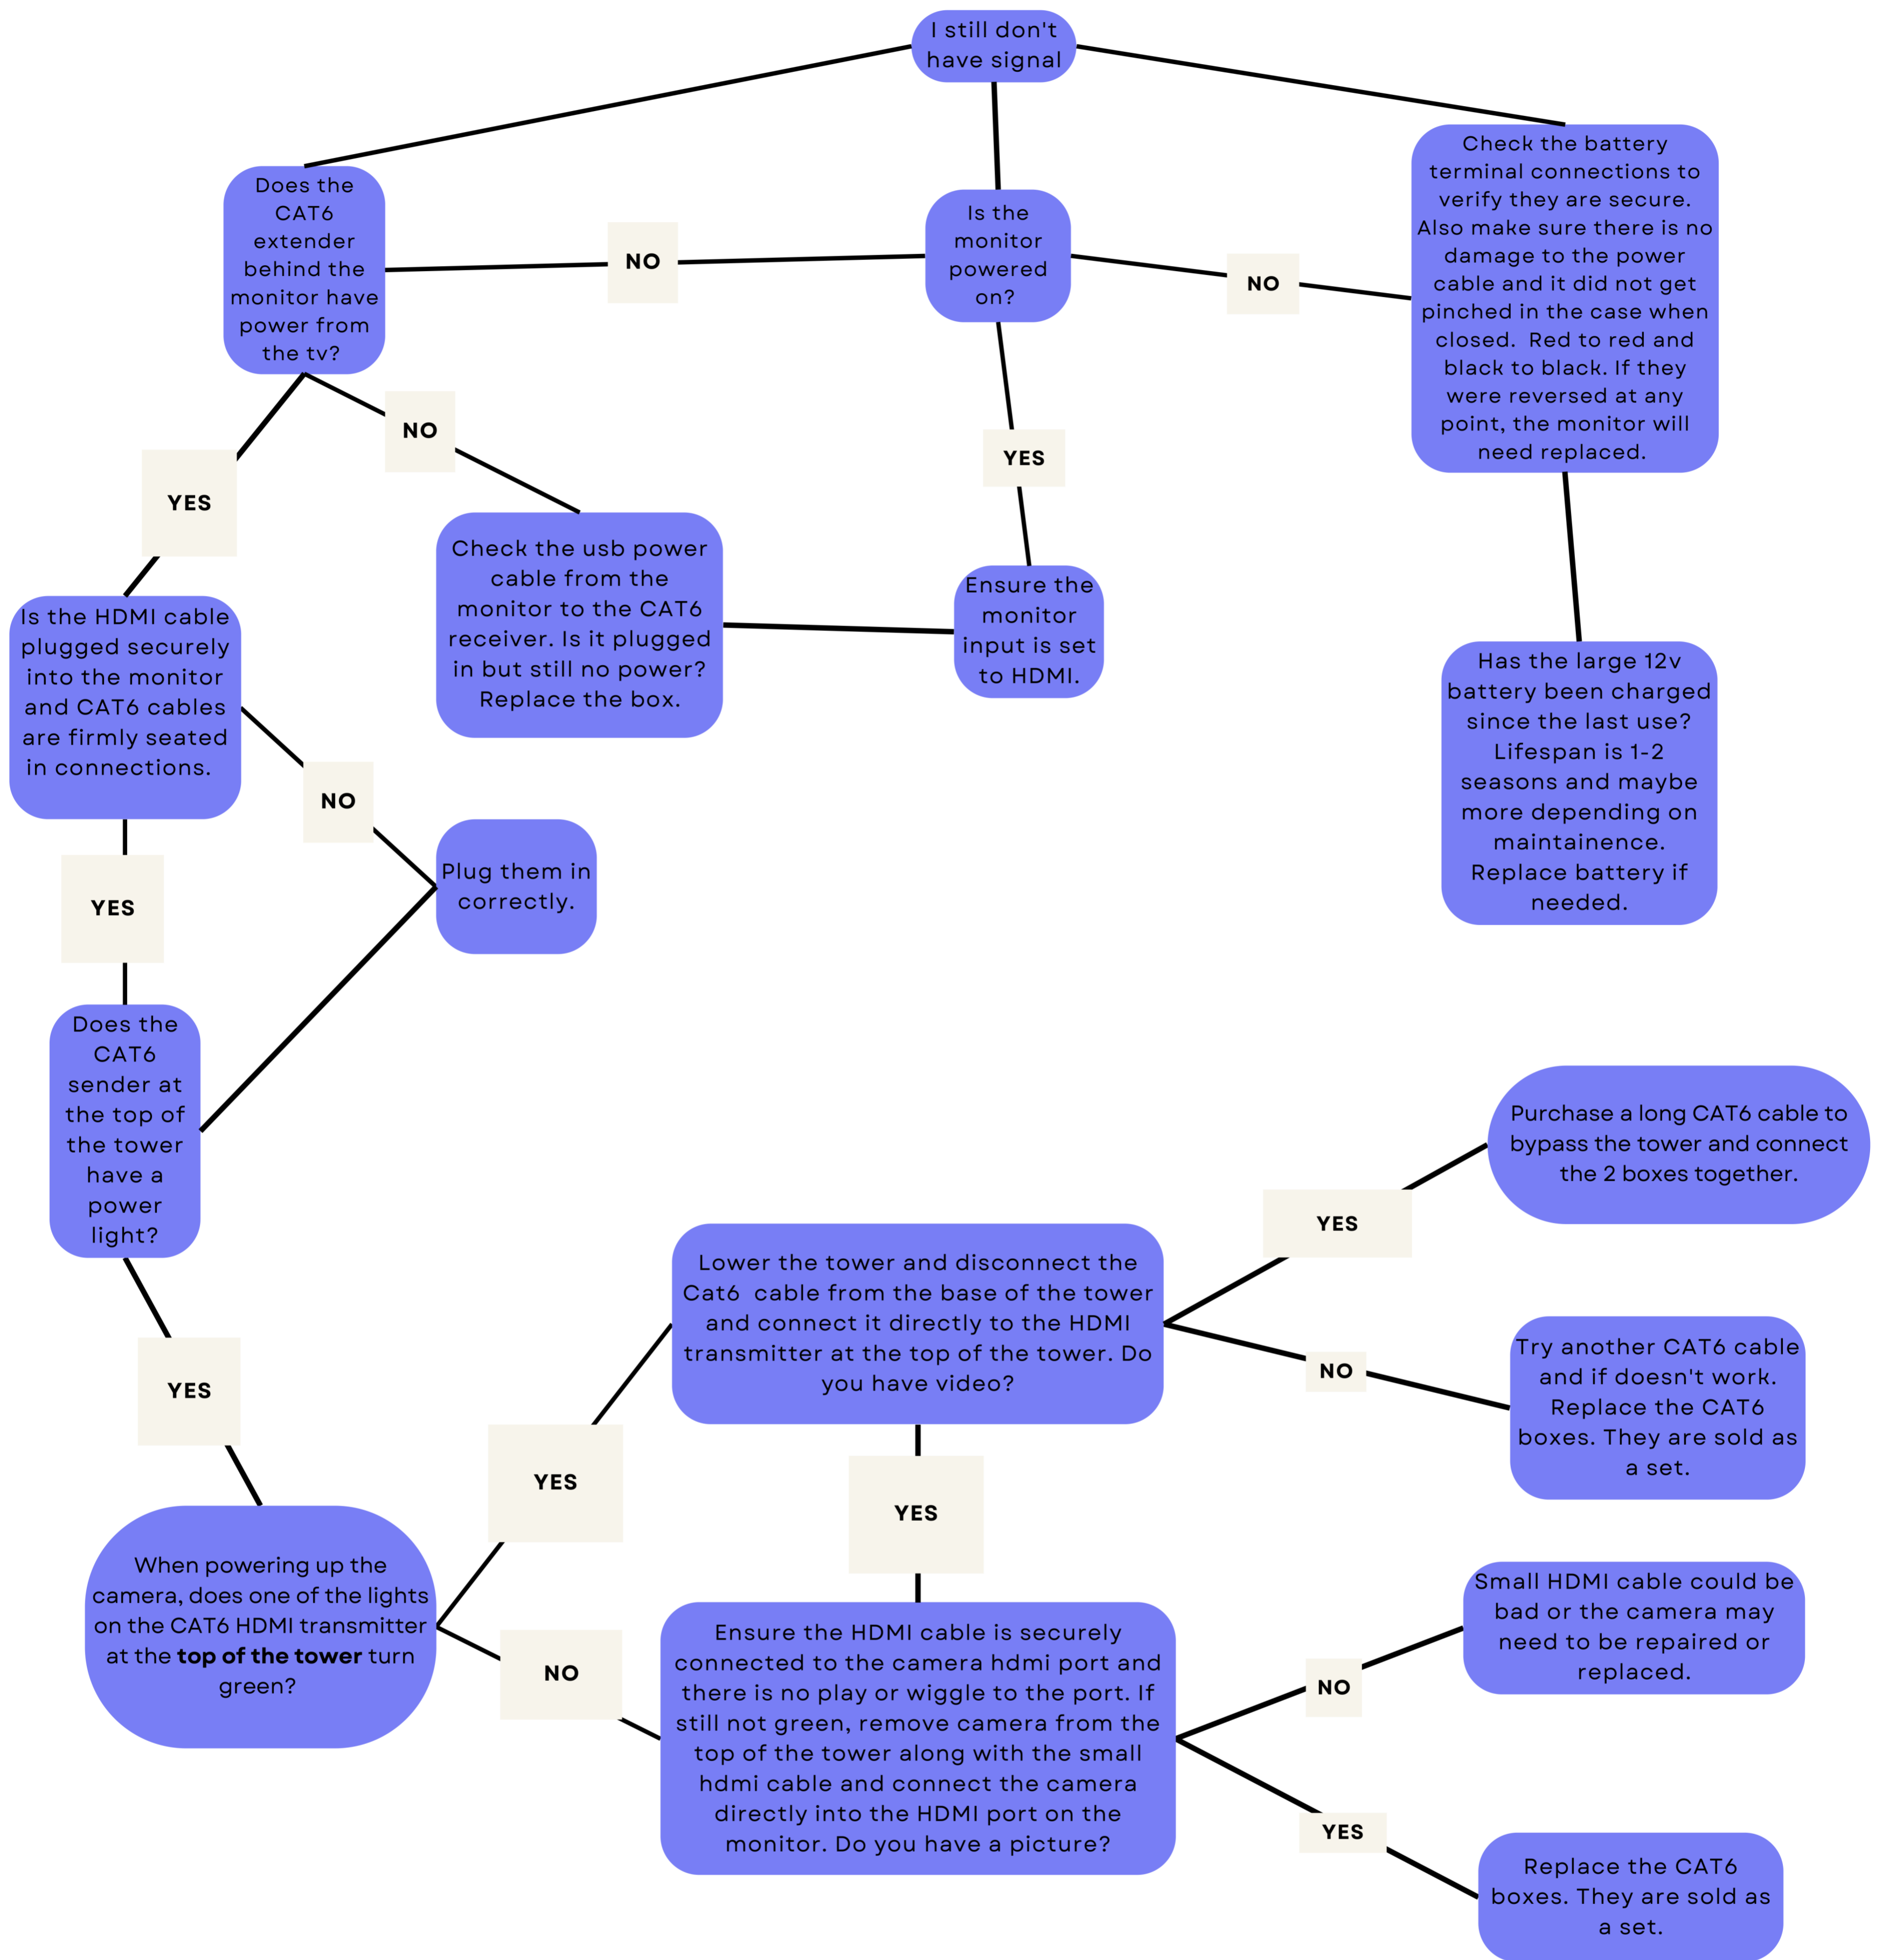 I still don't
have signal
Does the
CAT6
extender
behind the
monitor have
power from
the tv?
NO
Is the
monitor
powered
on?
NO
Check the battery
terminal connections to
verify they are secure.
Also make sure there is no
damage to the power
cable and it did not get
pinched in the case when
closed. Red to red and
black to black. If they
were reversed at any
point, the monitor will
need replaced.
YES
NO
YES
Check the usb power
cable from the
monitor to the CAT6
receiver. Is it plugged
in but still no power?
Replace the box.
Ensure the
monitor
input is set
to HDMI.
Is the HDMI cable
plugged securely
into the monitor
and CAT6 cables
are firmly seated
in connections.
Has the large 12v
battery been charged
since the last use?
Lifespan is 1-2
seasons and maybe
more depending on
maintainence.
Replace battery if
needed.
NO
YES
Plug them in
correctly.
Does the
CAT6
sender at
the top of
the tower
have a
power
light?
YES
When powering up the
camera, does one of the lights
on the CAT6 HDMI transmitter
at the top of the tower turn
green?
YES
NO
Lower the tower and disconnect the
Cat6 cable from the base of the tower
and connect it directly to the HDMI
transmitter at the top of the tower. Do
you have video?
YES
Purchase a long CAT6 cable to
bypass the tower and connect
the 2 boxes together.
NO
Try another CAT6 cable
and if doesn't work.
Replace the CAT6
boxes. They are sold as
a set.
YES
Ensure the HDMI cable is securely
connected to the camera hdmi port and
there is no play or wiggle to the port. If
still not green, remove camera from the
top of the tower along with the small
hdmi cable and connect the camera
directly into the HDMI port on the
monitor. Do you have a picture?
NO
Small HDMI cable could be
bad or the camera may
need to be repaired or
replaced.
YES
Replace the CAT6
boxes. They are sold as
a set.